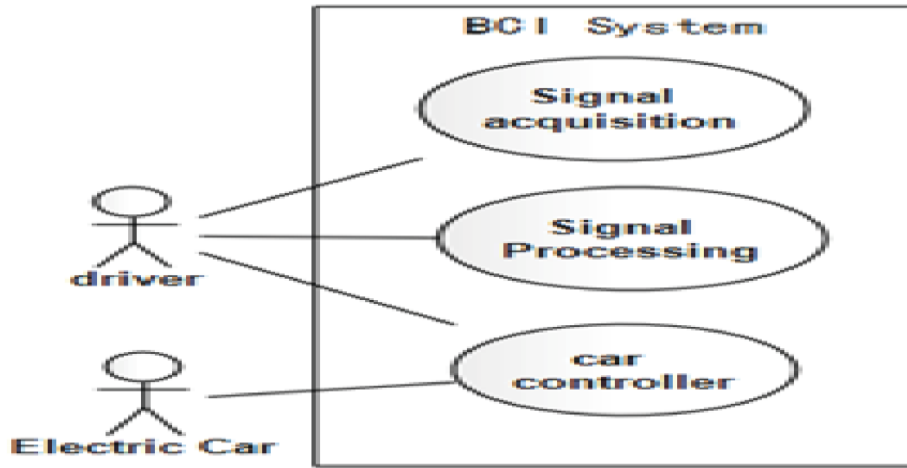 BCI System
Signal
acquisition
Signal
Processing
driver
car
controller
Electric Car